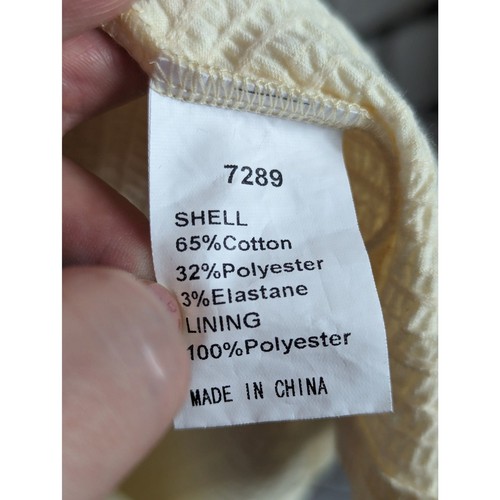 7289
SHELL
65%Cotton
32%Polyester
3%Elastane
LINING
100%Polyester
MADE IN CHINA